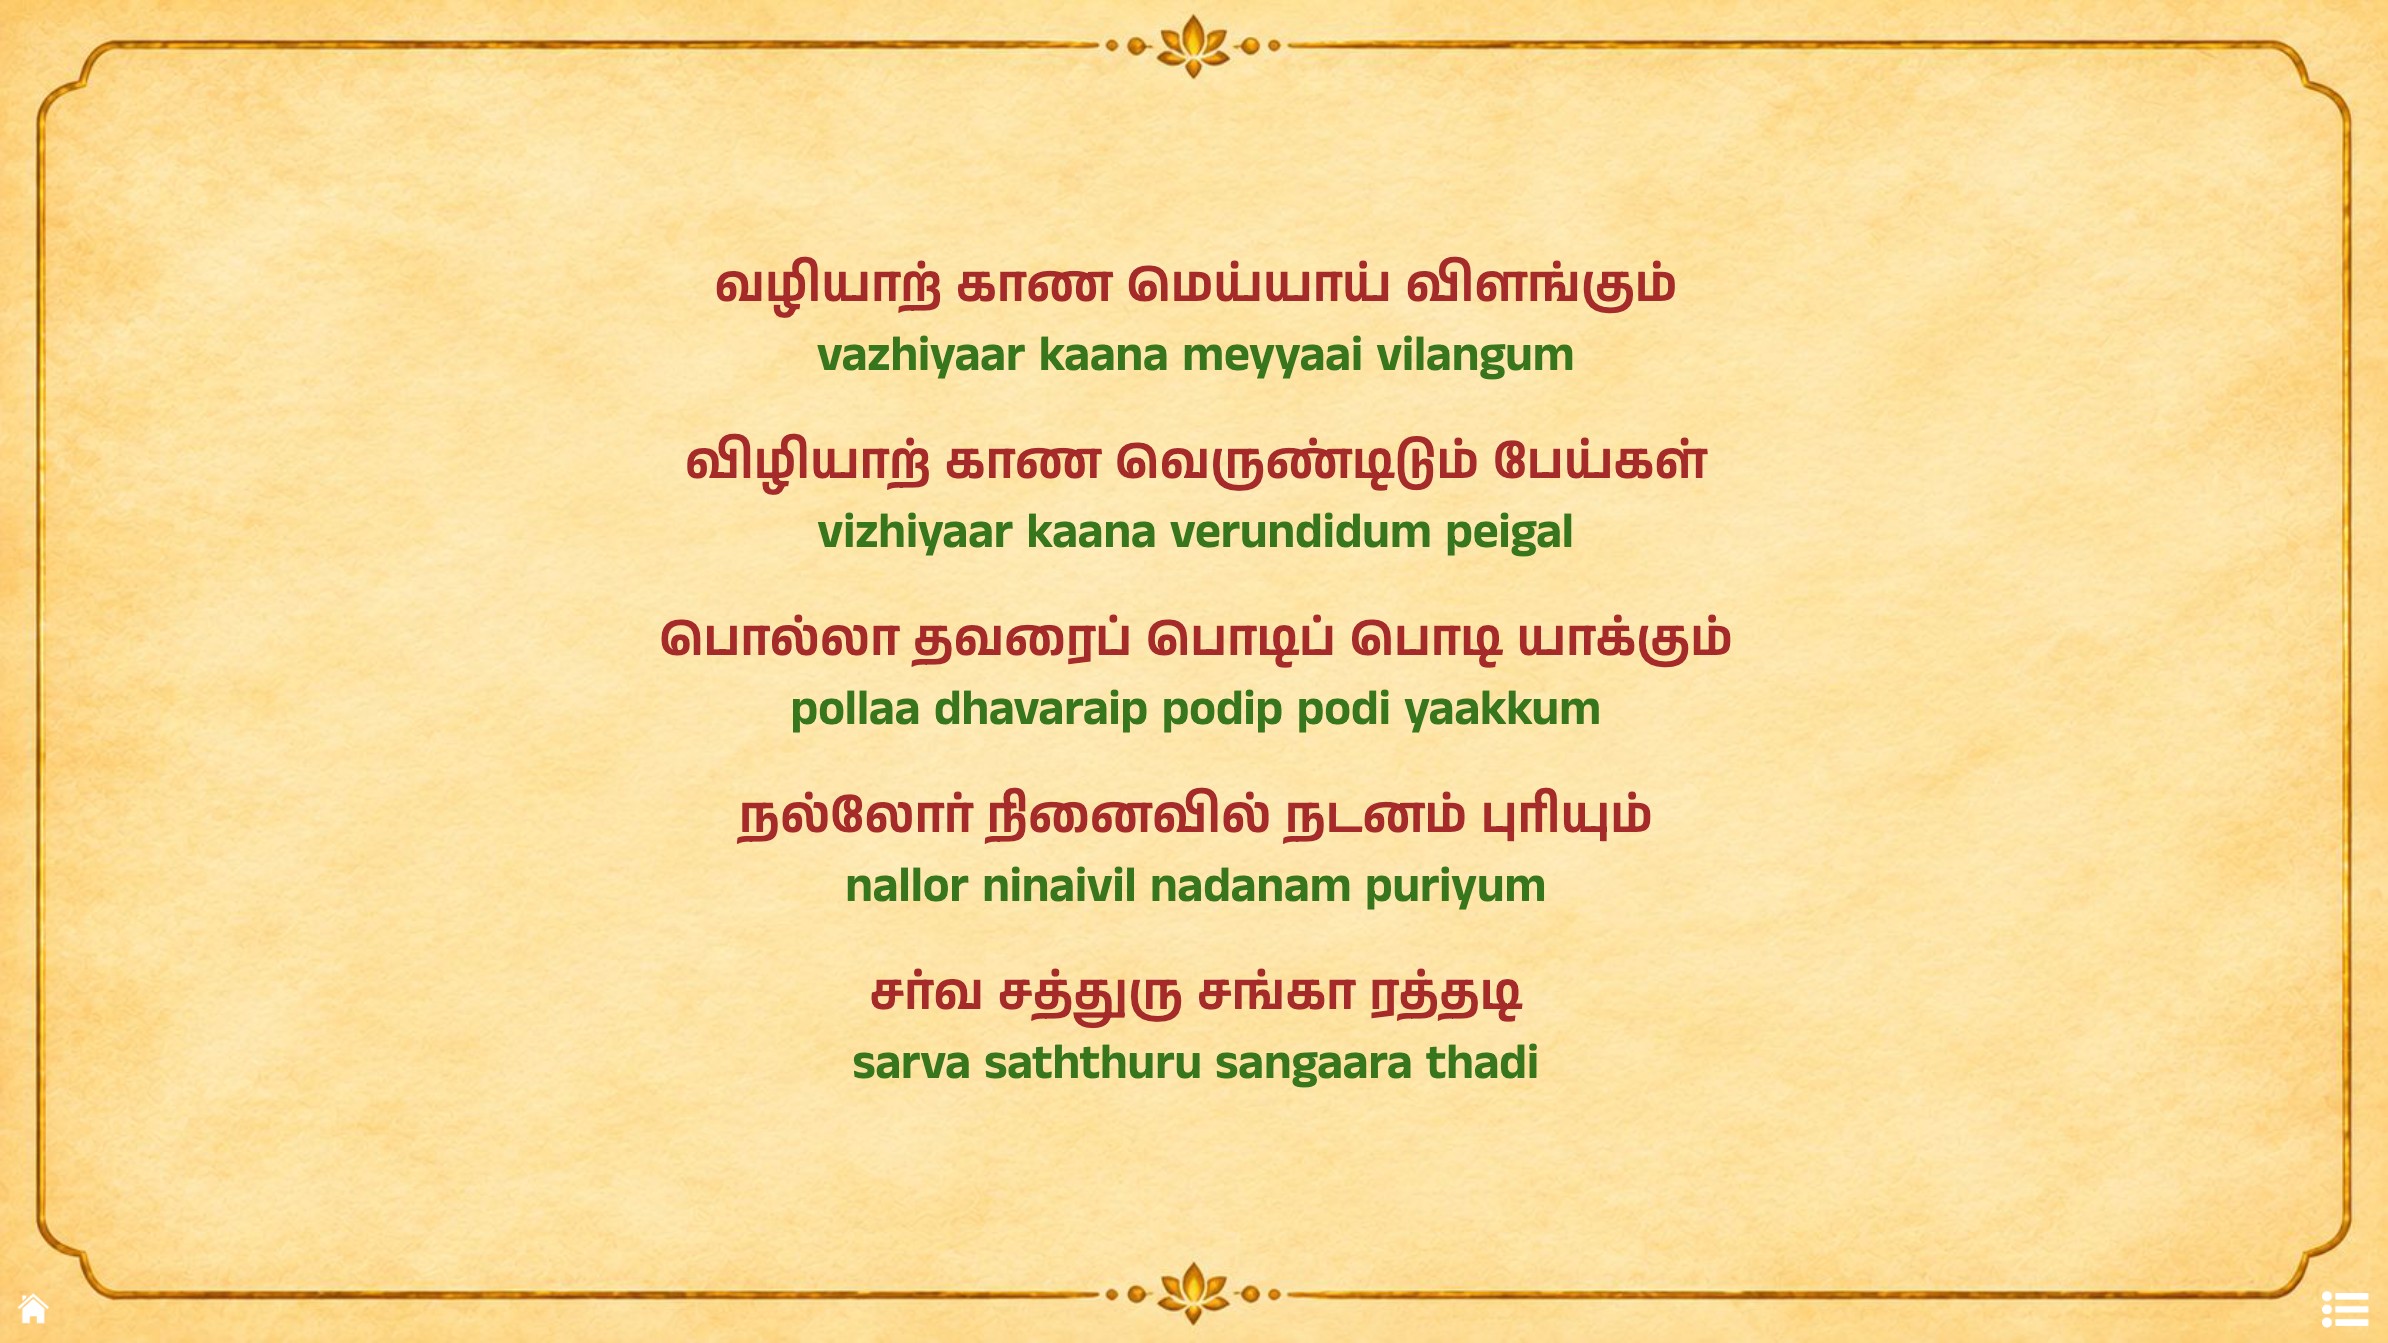 வழியாற் காண மெய்யாய் விளங்கும்
vazhiyaar kaana meyyaai vilangum
விழியாற் காண வெருண்டிடும் பேய்கள்
vizhiyaar kaana verundidum peigal
பொல்லா தவரைப் பொடிப் பொடி யாக்கும்
pollaa dhavaraip podip podi yaakkum
நல்லோர் நினைவில் நடனம் புரியும்
nallor ninaivil nadanam puriyum
சர்வ சத்துரு சங்கா ரத்தடி
sarva saththuru sangaara thadi